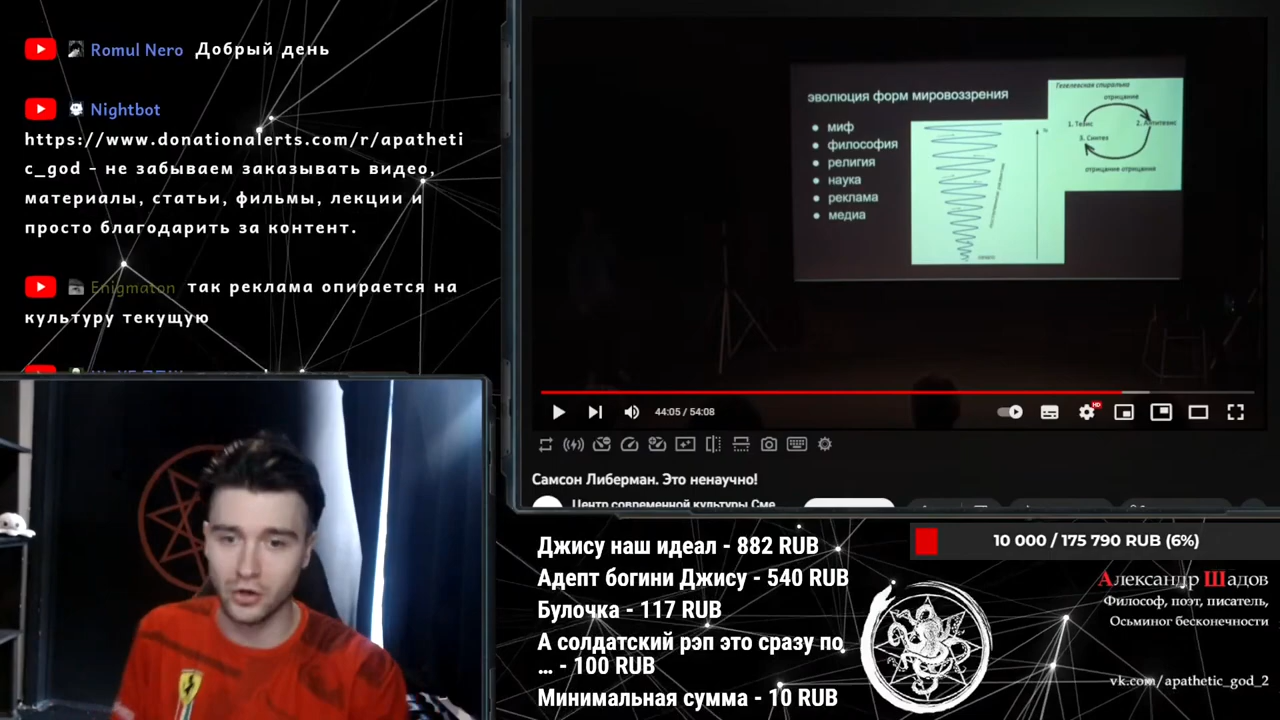 Romul Nero Добрый день
Nightbot
https://www.donationalerts.com/r/apatheti
c_god - не забываем заказывать видео,
материалы, статьи, фильмы, лекции и
просто благодарить за контент.
Enigmaton так реклама опирается на
культуру текущую
эволюция форм мировоззрения
миф
философия
религия
наука
реклама
медиа
Гегелевская спираль
отрицание
1. Тезис
2. Антитезис
3. Синтез
отрицание отрицания
44:05 / 54:08
HD
Самсон Либерман. Это ненаучно!
Центр современной культуры Сме
Джису наш идеал - 882 RUB
Адепт богини Джису - 540 RUB
Булочка - 117 RUB
А солдатский рэп это сразу по
... - 100 RUB
Минимальная сумма - 10 RUB
10 000 / 175 790 RUB (6%)
Александр Шадов
Философ, поэт, писатель,
Осьминог бесконечности
vk.com/apathetic_god_2